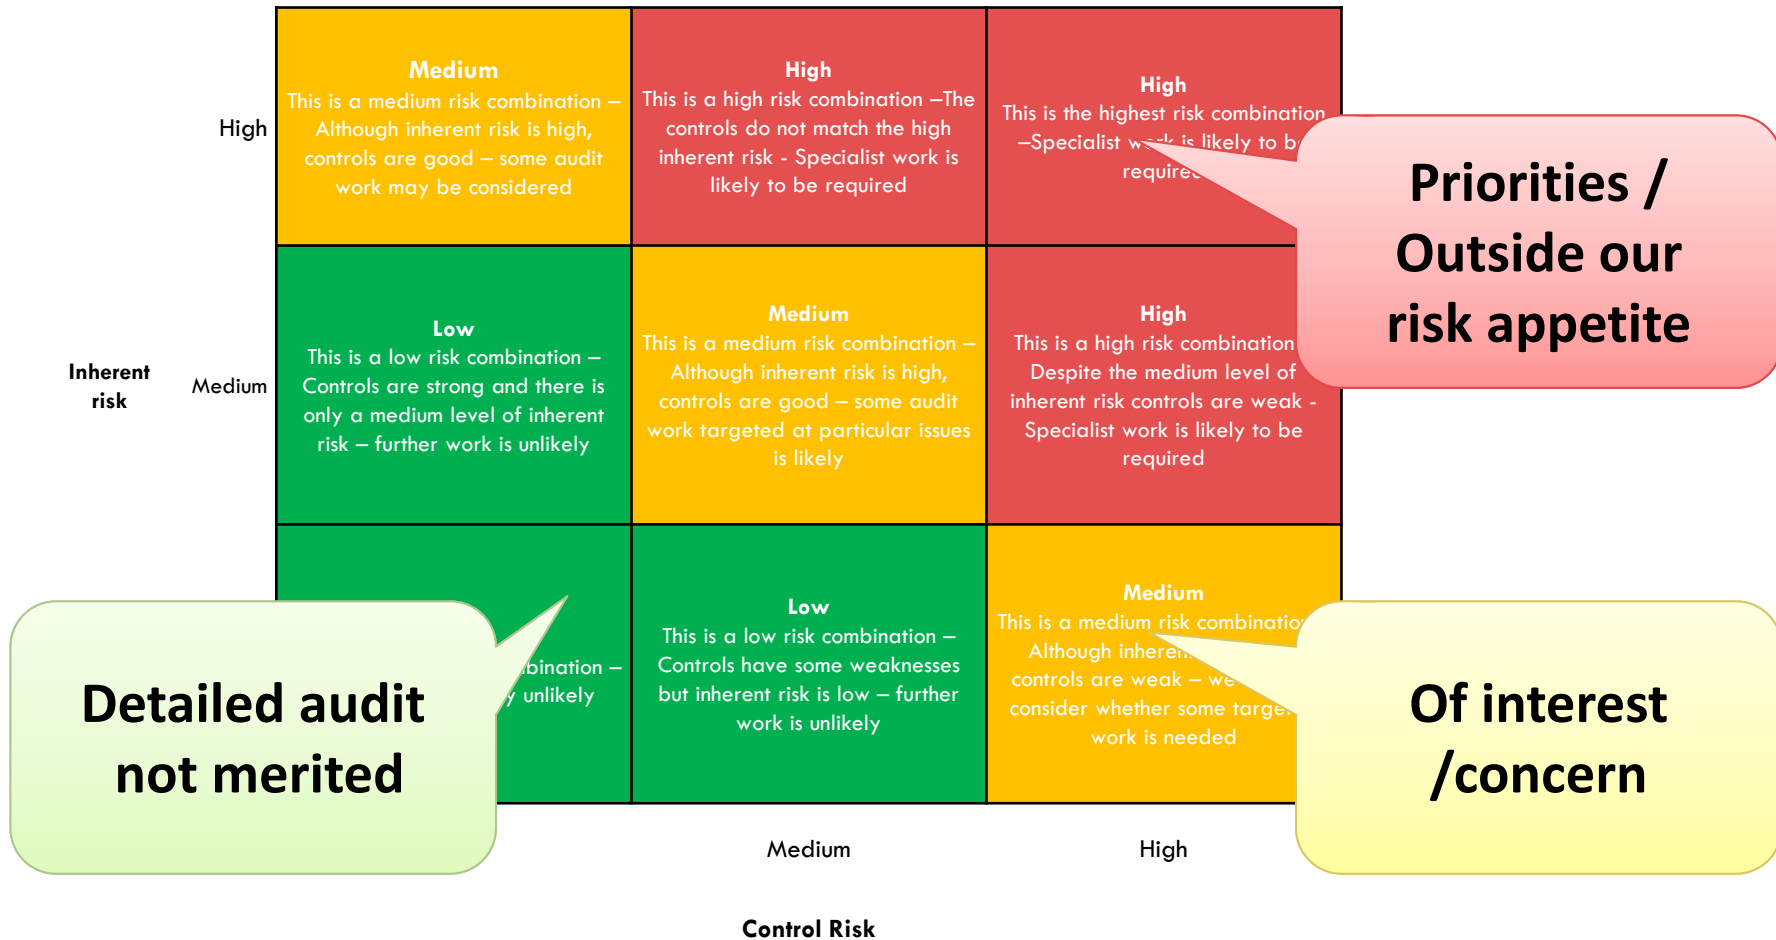 High
Medium
This is a medium risk combination –
Although inherent risk is high,
controls are good – some audit
work may be considered
High
This is a high risk combination –The
controls do not match the high
inherent risk - Specialist work is
likely to be required
High
This is the highest risk combination
–Specialist work is likely to be
required
Priorities /
Outside our
risk appetite
Inherent
risk
Medium
Low
This is a low risk combination –
Controls are strong and there is
only a medium level of inherent
risk – further work is unlikely
Medium
This is a medium risk combination –
Although inherent risk is high,
controls are good – some audit
work targeted at particular issues
is likely
High
This is a high risk combination
Despite the medium level of
inherent risk controls are weak -
Specialist work is likely to be
required
Detailed audit
not merited
unlikely
Low
This is a low risk combination –
Controls have some weaknesses
but inherent risk is low – further
work is unlikely
Medium
This is a medium risk combination
Although
controls are weak –
consider whether some
work is needed
Of interest
/concern
Medium
High
Control Risk